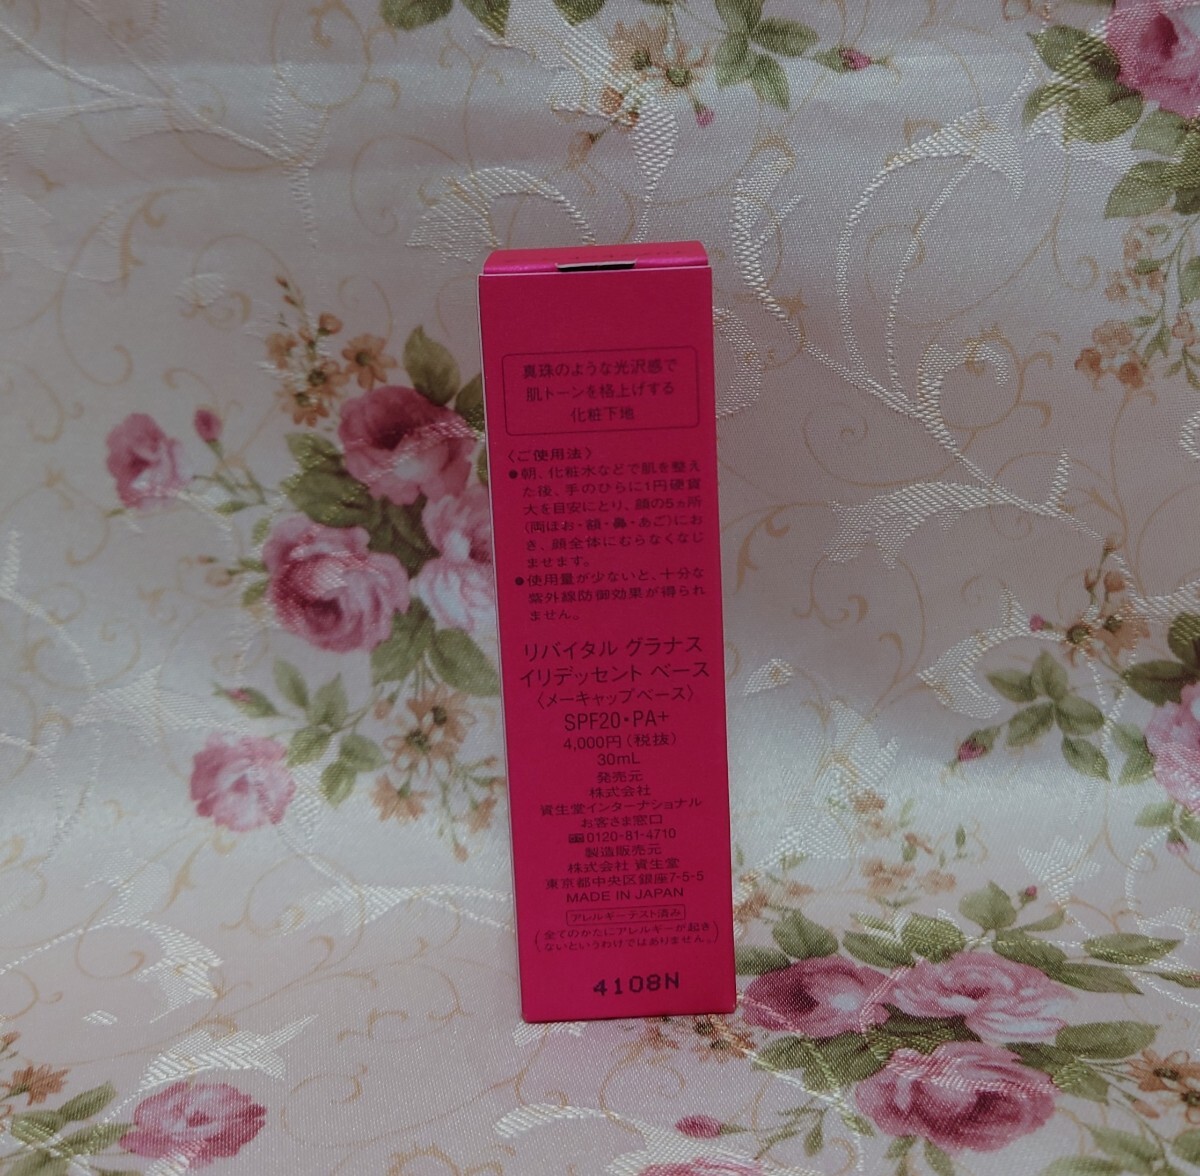 真珠のような光沢感で
肌トーンを格上げする
化粧下地
〈ご使用法〉
●朝、化粧水などで肌を整え
た後、手のひらに1円硬貨
大を目安にとり、顔の5ヵ所
(両ほお・額・鼻・あご)にお
き、顔全体にむらなくなじ
ませます。
●使用量が少ないと、十分な
紫外線防御効果が得られ
ません。
リバイタル グラナス
イリデッセント ベース
〈メーキャップベース〉
SPF20・PA+
4,000円(税抜)
30mL
発売元
株式会社
資生堂インターナショナル
お客さま窓口
0120-81-4710
製造販売元
株式会社 資生堂
東京都中央区銀座7-5-5
MADE IN JAPAN
アレルギーテスト済み
(全てのかたにアレルギーが起き
ないというわけではありません。)
4108N